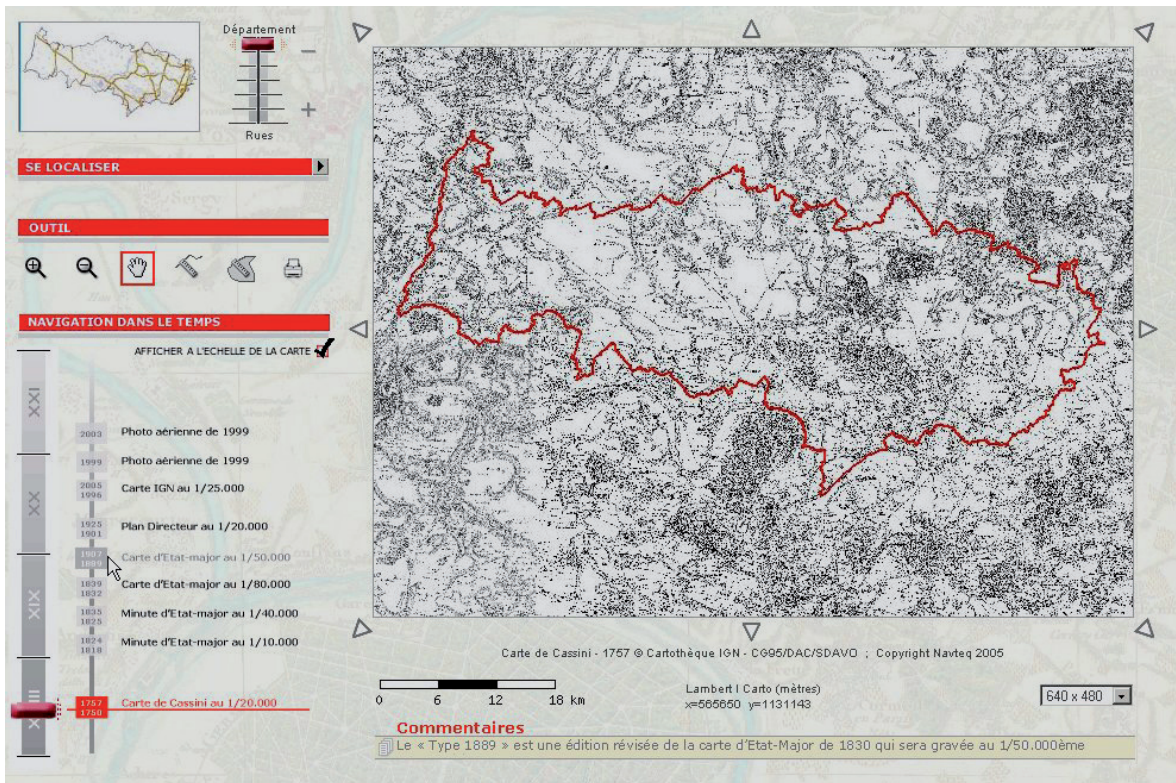 Département
Rues
SE LOCALISER
OUTIL
NAVIGATION DANS LE TEMPS
AFFICHER A L'ECHELLE DE LA CARTE
XXI
XX
XIX
2003 Photo aérienne de 1999
1999 Photo aérienne de 1999
2005
1996
Carte IGN au 1/25.000
1925
1901
Plan Directeur au 1/20.000
1907
1889
Carte d'Etat-major au 1/50.000
1839
1832
Carte d'Etat-major au 1/80.000
1835
1825
Minute d'Etat-major au 1/40.000
1824
1818
Minute d'Etat-major au 1/10.000
1757
1750
Carte de Cassini au 1/20.000
Carte de Cassini - 1757 © Cartothèque IGN - CG95/DAC/SDAVO ; Copyright Navteq 2005
0 6 12 18 km
Lambert I Carto (mètres)
x=565650 y=1131143
640 x 480
Commentaires
Le « Type 1889 » est une édition révisée de la carte d'Etat-Major de 1830 qui sera gravée au 1/50.000ème